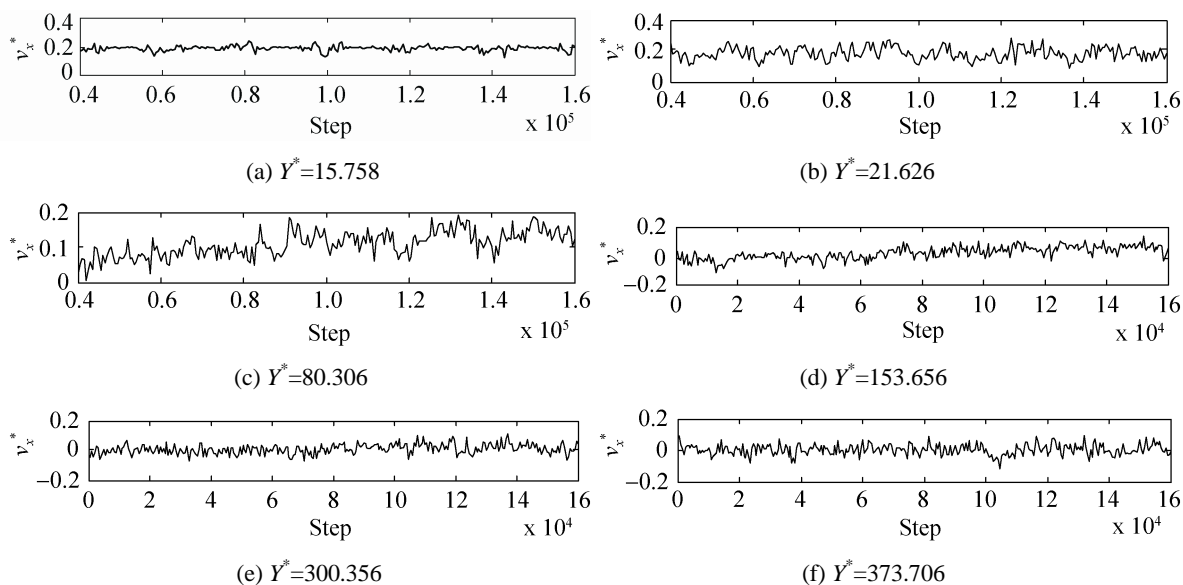 0.4
0.2
0
v*x
0.4 0.6 0.8 1.0 1.2 1.4 1.6
Step
x 10^5
(a) Y*=15.758
0.4
0.2
0
v*x
0.4 0.6 0.8 1.0 1.2 1.4 1.6
Step
x 10^5
(b) Y*=21.626
0.2
0.1
0
v*x
0.4 0.6 0.8 1.0 1.2 1.4 1.6
Step
x 10^5
(c) Y*=80.306
0.2
0
−0.2
v*x
0 2 4 6 8 10 12 14 16
Step
x 10^4
(d) Y*=153.656
0.2
0
−0.2
v*x
0 2 4 6 8 10 12 14 16
Step
x 10^4
(e) Y*=300.356
0.2
0
−0.2
v*x
0 2 4 6 8 10 12 14 16
Step
x 10^4
(f) Y*=373.706